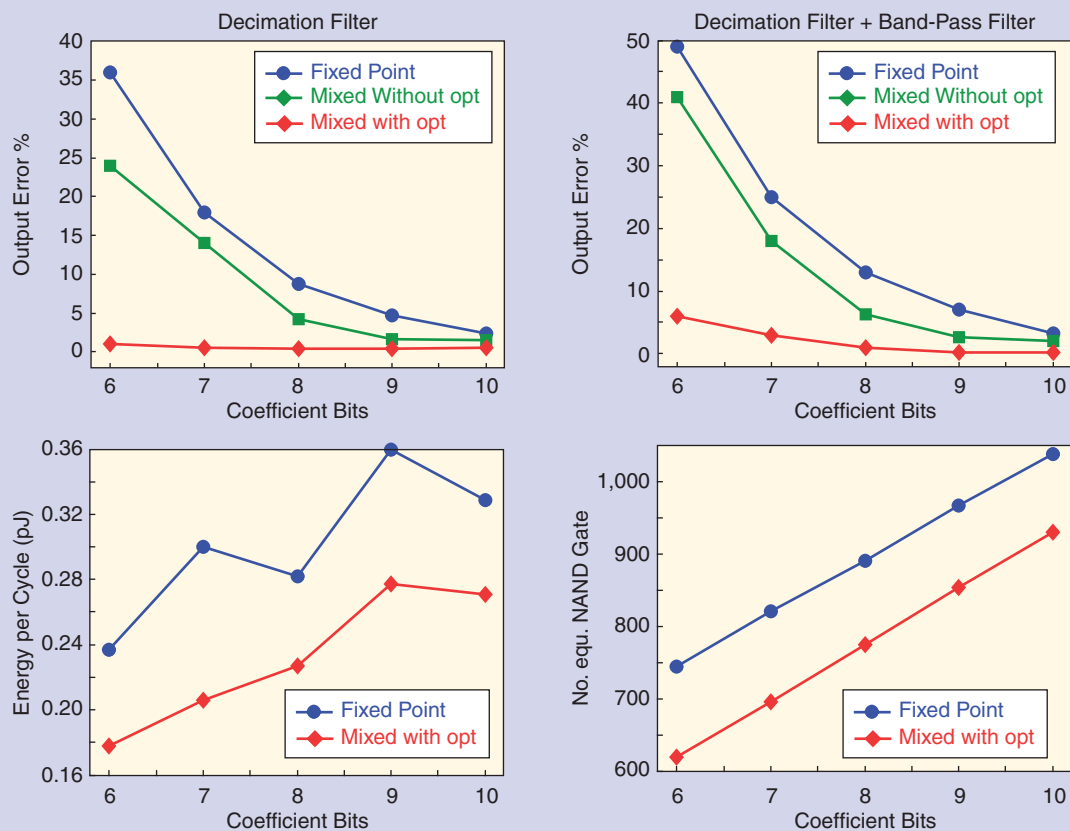 Decimation Filter
40
35
30
25
20
15
10
5
0
Output Error %
Fixed Point
Mixed Without opt
Mixed with opt
6 7 8 9 10
Coefficient Bits
Decimation Filter + Band-Pass Filter
50
40
30
20
10
0
Output Error %
Fixed Point
Mixed Without opt
Mixed with opt
6 7 8 9 10
Coefficient Bits
0.36
0.32
0.28
0.24
0.20
0.16
Energy per Cycle (pJ)
Fixed Point
Mixed with opt
6 7 8 9 10
Coefficient Bits
1,000
900
800
700
600
No. equ. NAND Gate
Fixed Point
Mixed with opt
6 7 8 9 10
Coefficient Bits